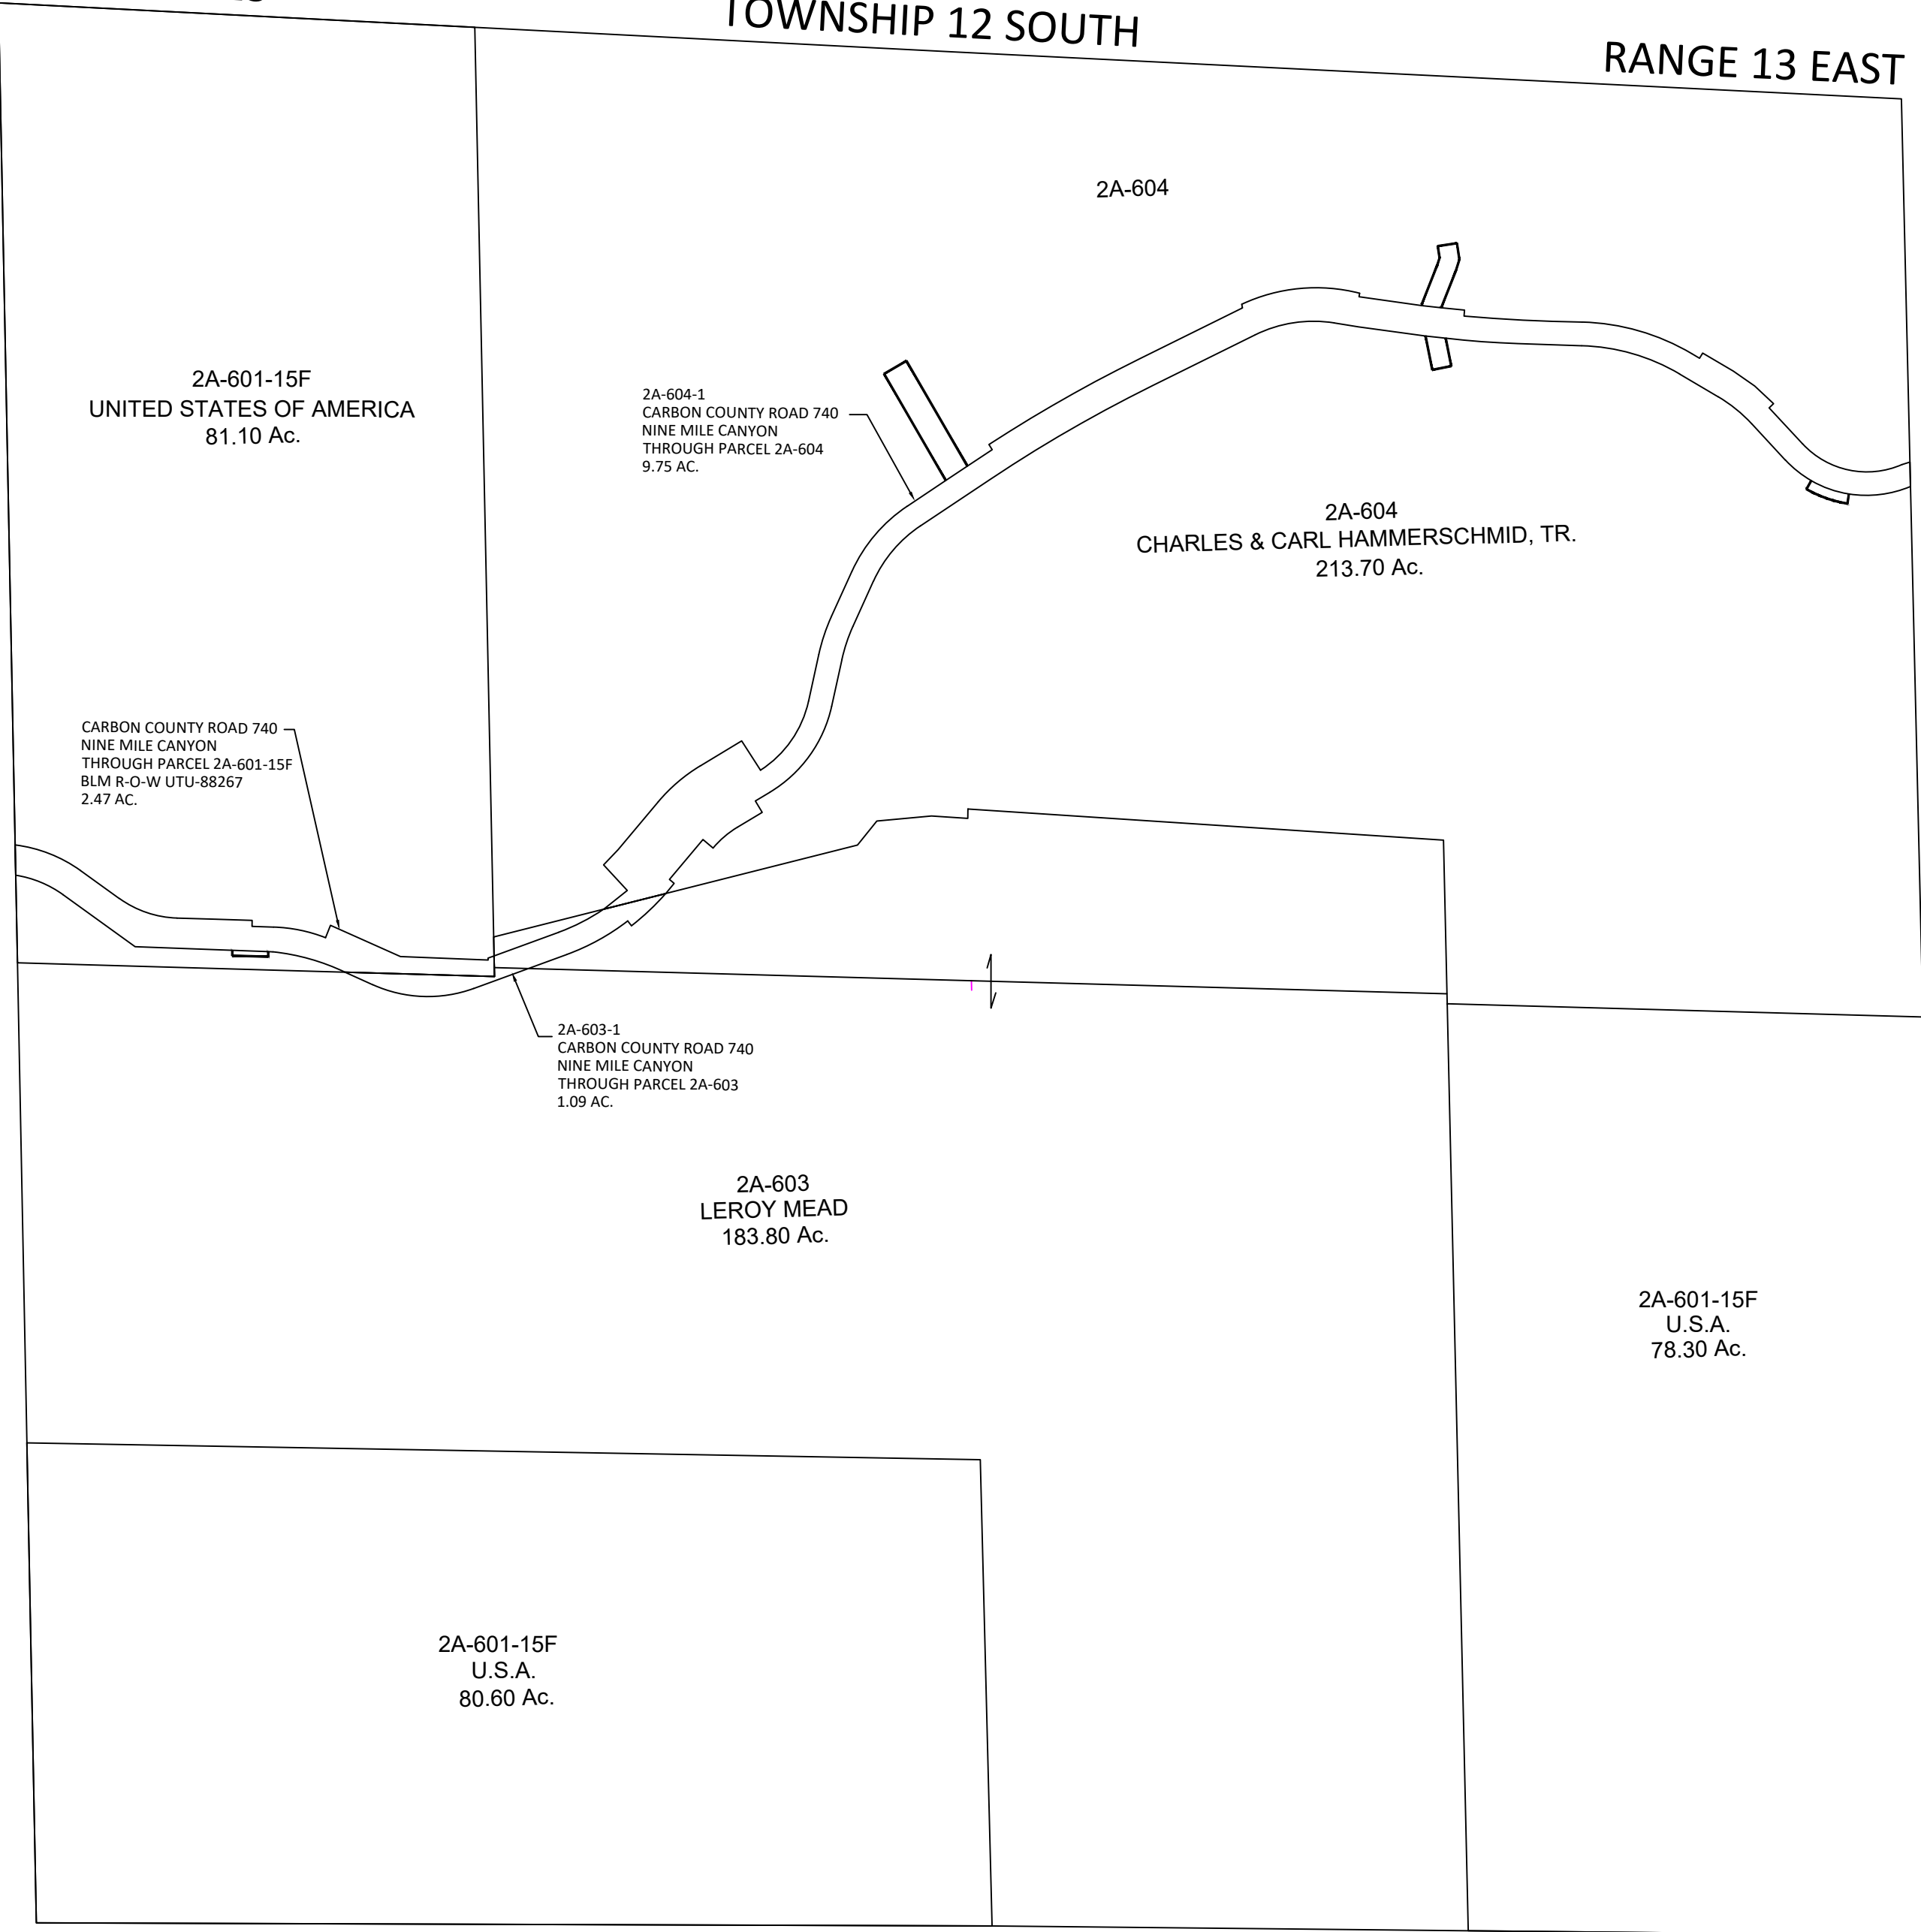 TOWNSHIP 12 SOUTH
RANGE 13 EAST
2A-604
2A-601-15F
UNITED STATES OF AMERICA
81.10 Ac.
2A-604-1
CARBON COUNTY ROAD 740
NINE MILE CANYON
THROUGH PARCEL 2A-604
9.75 AC.
2A-604
CHARLES & CARL HAMMERSCHMID, TR.
213.70 Ac.
CARBON COUNTY ROAD 740
NINE MILE CANYON
THROUGH PARCEL 2A-601-15F
BLM R-O-W UTU-88267
2.47 AC.
2A-603-1
CARBON COUNTY ROAD 740
NINE MILE CANYON
THROUGH PARCEL 2A-603
1.09 AC.
2A-603
LEROY MEAD
183.80 Ac.
2A-601-15F
U.S.A.
78.30 Ac.
2A-601-15F
U.S.A.
80.60 Ac.